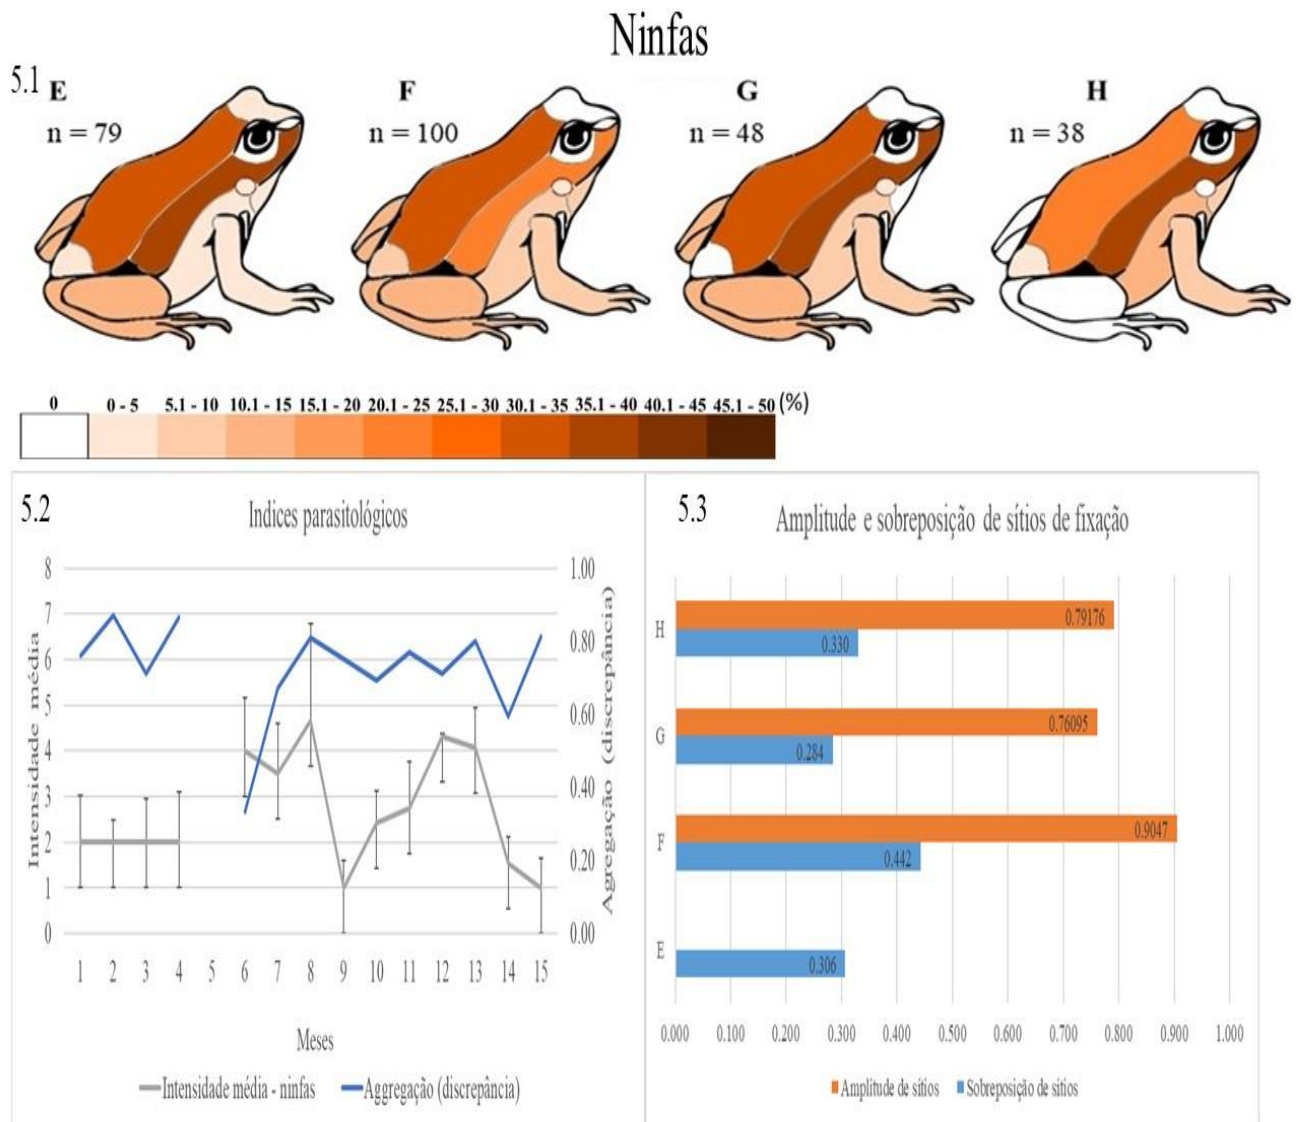 Ninfas
5.1 E F G H
n = 79 n = 100 n = 48 n = 38
0 0 - 5 5.1 - 10 10.1 - 15 15.1 - 20 20.1 - 25 25.1 - 30 30.1 - 35 35.1 - 40 40.1 - 45 45.1 - 50 (%)
5.2
Indices parasitológicos
Intensidade média
8
7
6
5
4
3
2
1
0
1.00
0.80
0.60
0.40
0.20
0.00
Agregação (discrepância)
1 2 3 4 5 6 7 8 9 10 11 12 13 14 15
Meses
Intensidade média - ninfas Aggregação (discrepância)
5.3
Amplitude e sobreposição de sítios de fixação
H
0.79176
0.330
G
0.76095
0.284
F
0.9047
0.442
E
0.306
0.000 0.100 0.200 0.300 0.400 0.500 0.600 0.700 0.800 0.900 1.000
Amplitude de sítios Sobreposição de sítios